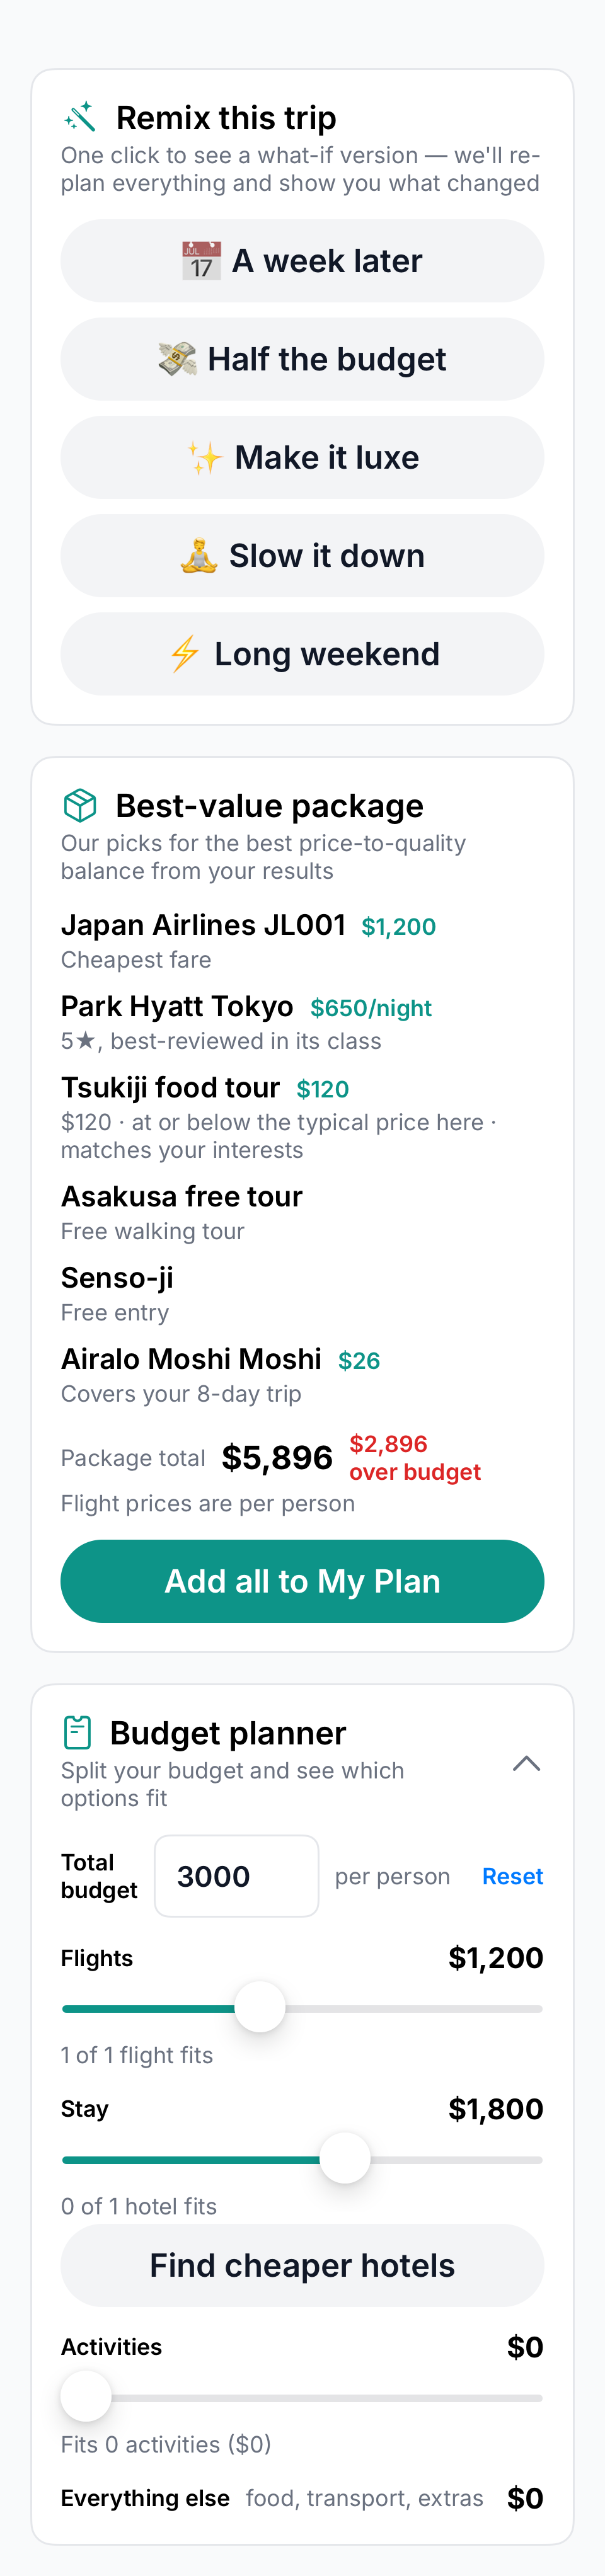 Remix this trip
One click to see a what-if version — we'll re-
plan everything and show you what changed
JUL 17 A week later
Half the budget
Make it luxe
Slow it down
Long weekend
Best-value package
Our picks for the best price-to-quality
balance from your results
Japan Airlines JL001 $1,200
Cheapest fare
Park Hyatt Tokyo $650/night
5★, best-reviewed in its class
Tsukiji food tour $120
$120 · at or below the typical price here ·
matches your interests
Asakusa free tour
Free walking tour
Senso-ji
Free entry
Airalo Moshi Moshi $26
Covers your 8-day trip
Package total $5,896 $2,896
over budget
Flight prices are per person
Add all to My Plan
Budget planner
Split your budget and see which
options fit
Total
budget 3000 per person Reset
Flights $1,200
1 of 1 flight fits
Stay $1,800
0 of 1 hotel fits
Find cheaper hotels
Activities $0
Fits 0 activities ($0)
Everything else food, transport, extras $0